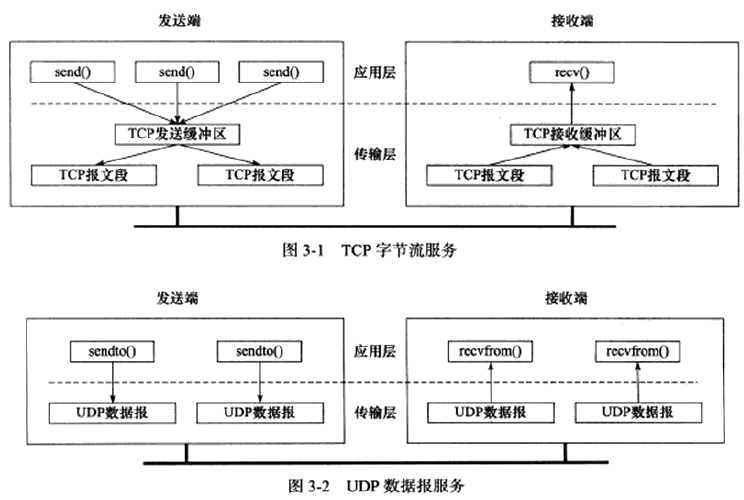 发送端
接收端
send()
send()
send()
应用层
recv()
TCP发送缓冲区
TCP接收缓冲区
传输层
TCP报文段
TCP报文段
TCP报文段
TCP报文段
图 3-1 TCP 字节流服务
发送端
接收端
sendto()
sendto()
应用层
recvfrom()
recvfrom()
UDP数据报
UDP数据报
传输层
UDP数据报
UDP数据报
图 3-2 UDP 数据报服务